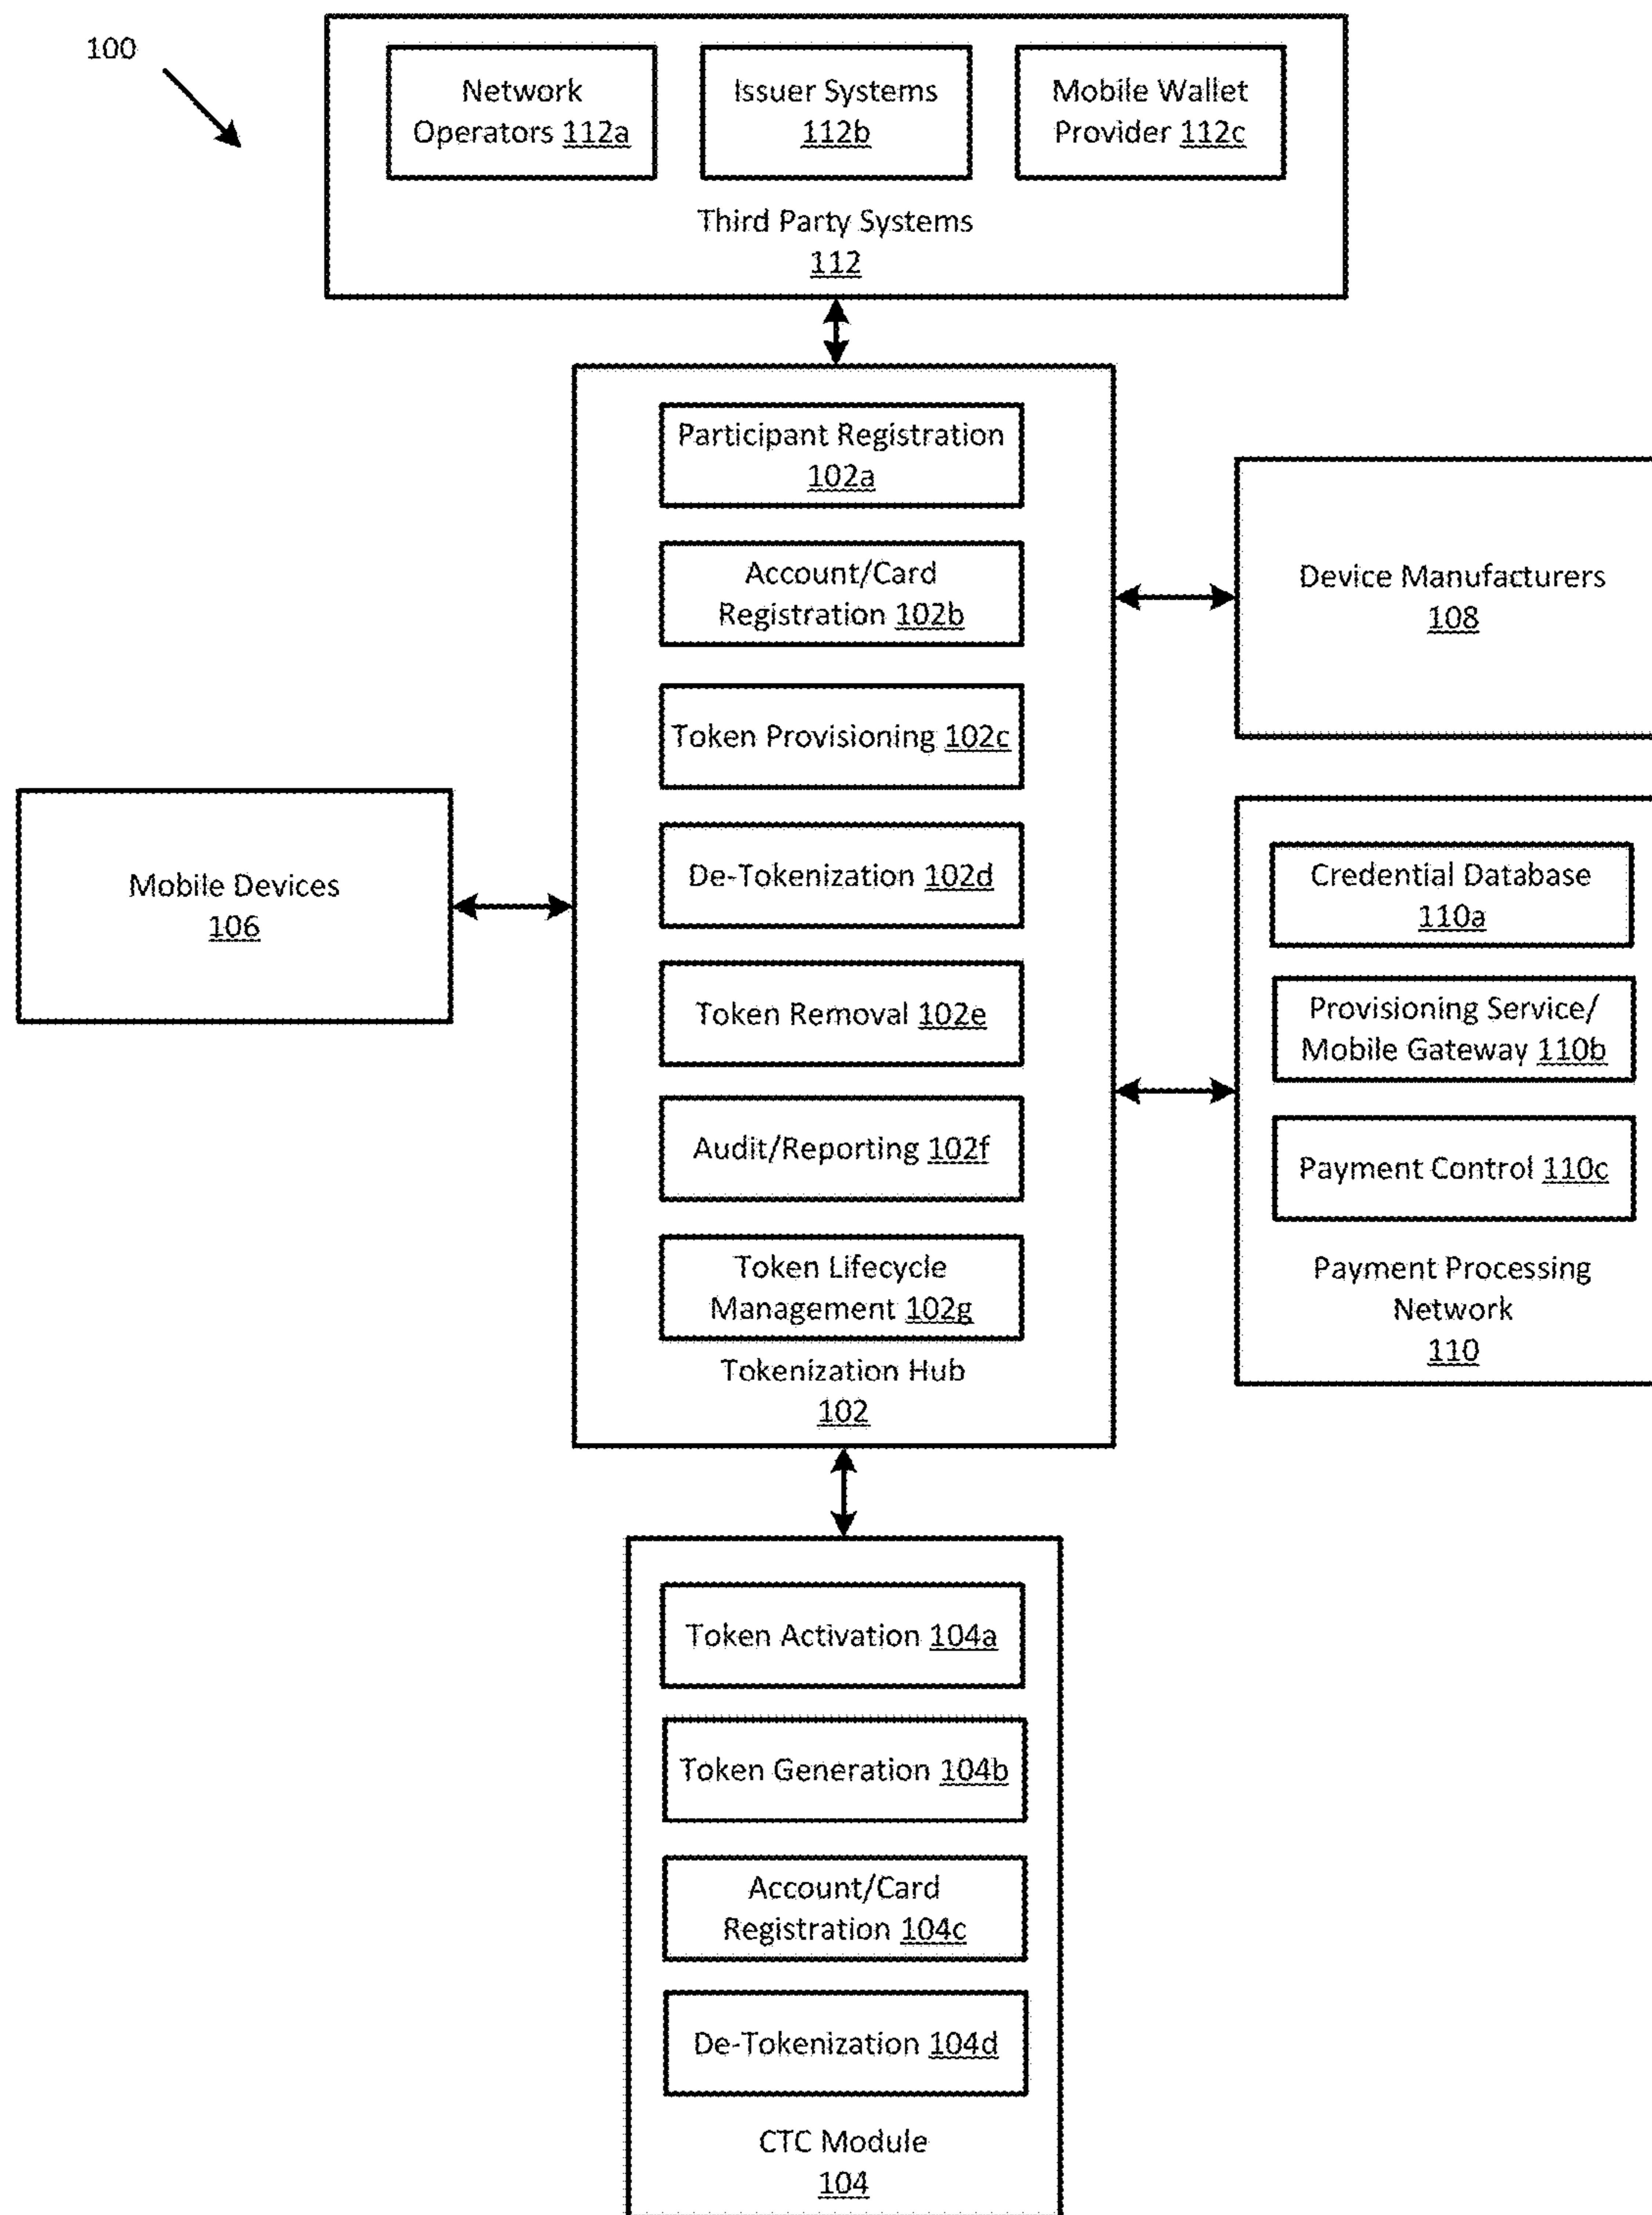 100
Network
Operators 112a
Issuer Systems
112b
Mobile Wallet
Provider 112c
Third Party Systems
112
Participant Registration
102a
Account/Card
Registration 102b
Token Provisioning 102c
De-Tokenization 102d
Token Removal 102e
Audit/Reporting 102f
Token Lifecycle
Management 102g
Tokenization Hub
102
Mobile Devices
106
Device Manufacturers
108
Credential Database
110a
Provisioning Service/
Mobile Gateway 110b
Payment Control 110c
Payment Processing
Network
110
Token Activation 104a
Token Generation 104b
Account/Card
Registration 104c
De-Tokenization 104d
CTC Module
104